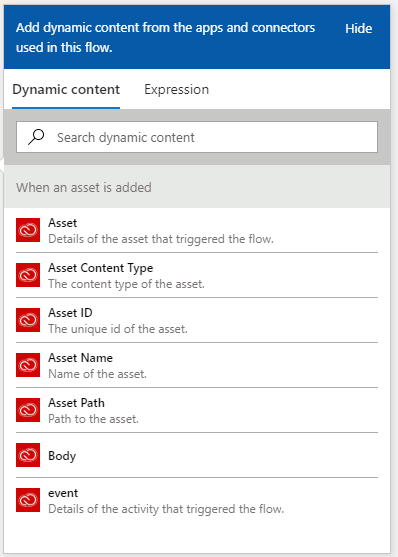 Add dynamic content from the apps and connectors
used in this flow.
Hide
Dynamic content
Expression
Search dynamic content
When an asset is added
Asset
Details of the asset that triggered the flow.
Asset Content Type
The content type of the asset.
Asset ID
The unique id of the asset.
Asset Name
Name of the asset.
Asset Path
Path to the asset.
Body
event
Details of the activity that triggered the flow.